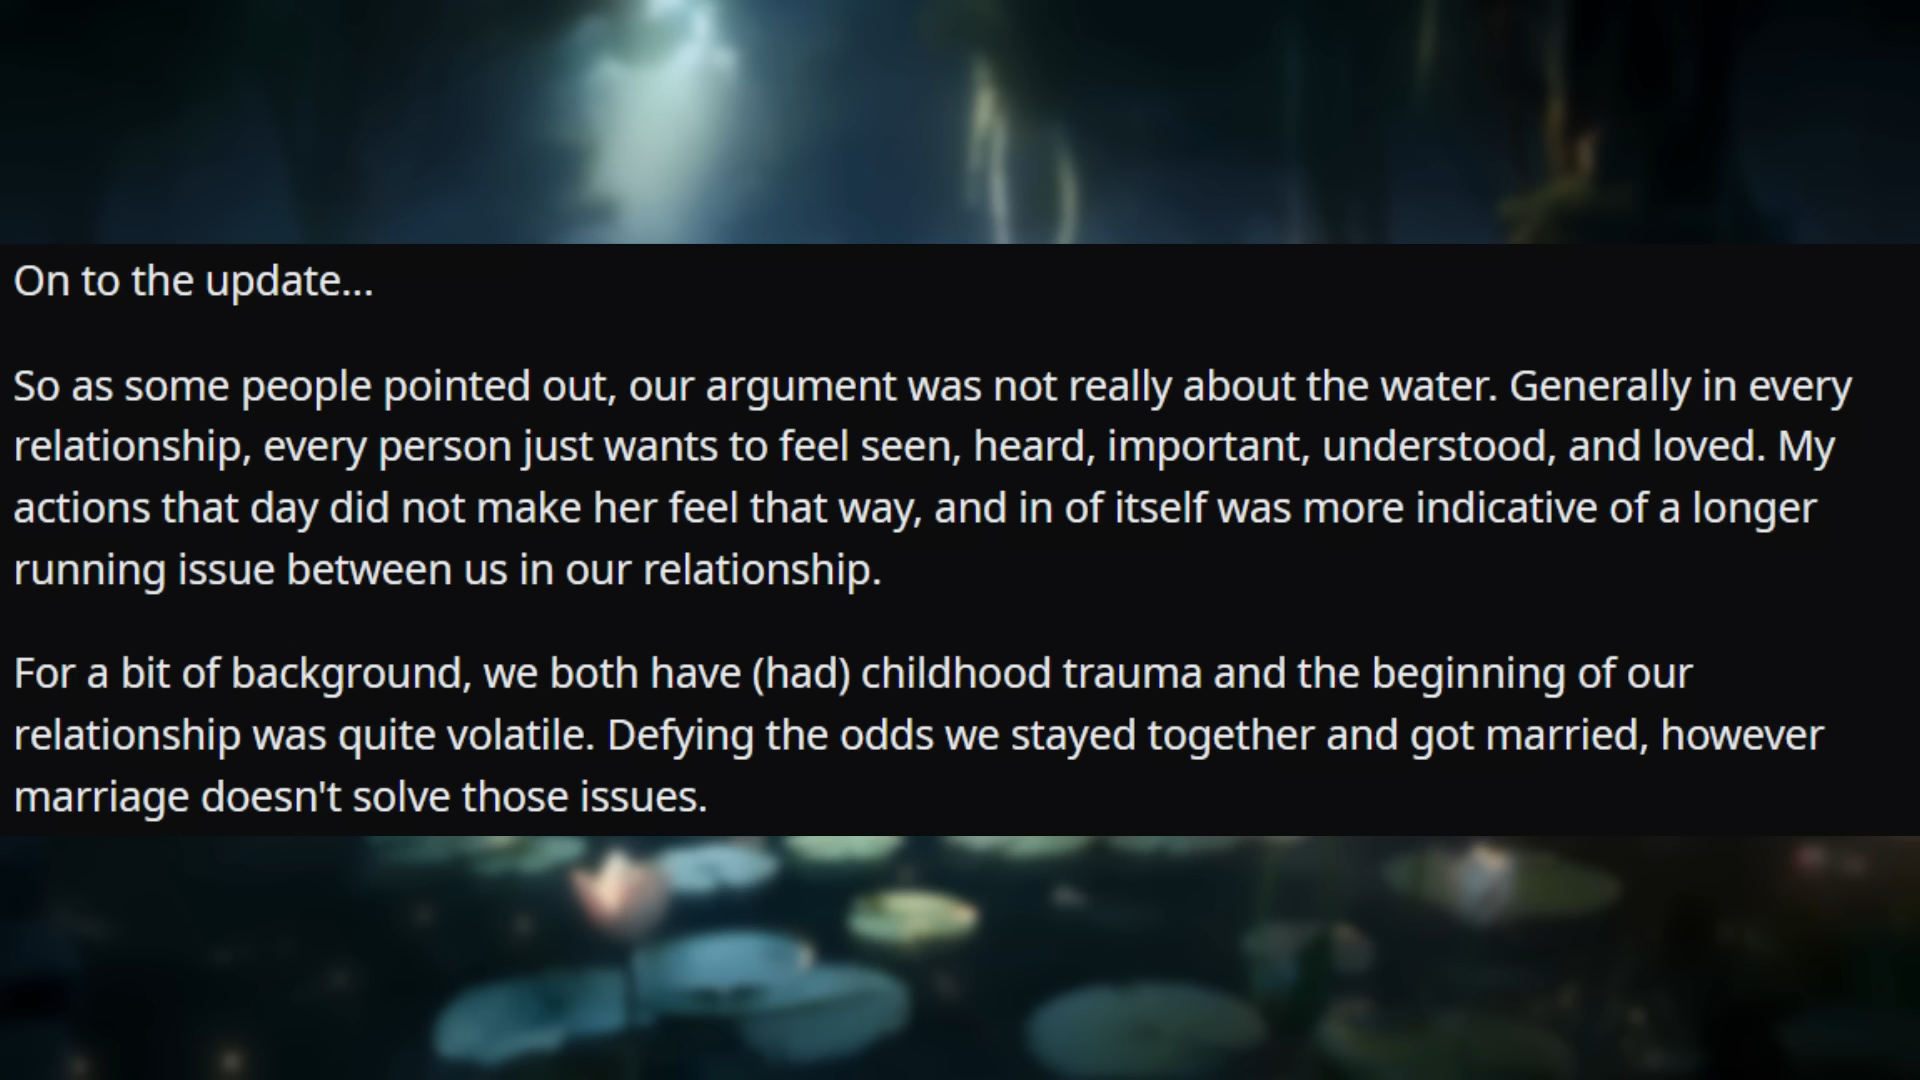 On to the update...
So as some people pointed out, our argument was not really about the water. Generally in every
relationship, every person just wants to feel seen, heard, important, understood, and loved. My
actions that day did not make her feel that way, and in of itself was more indicative of a longer
running issue between us in our relationship.
For a bit of background, we both have (had) childhood trauma and the beginning of our
relationship was quite volatile. Defying the odds we stayed together and got married, however
marriage doesn't solve those issues.